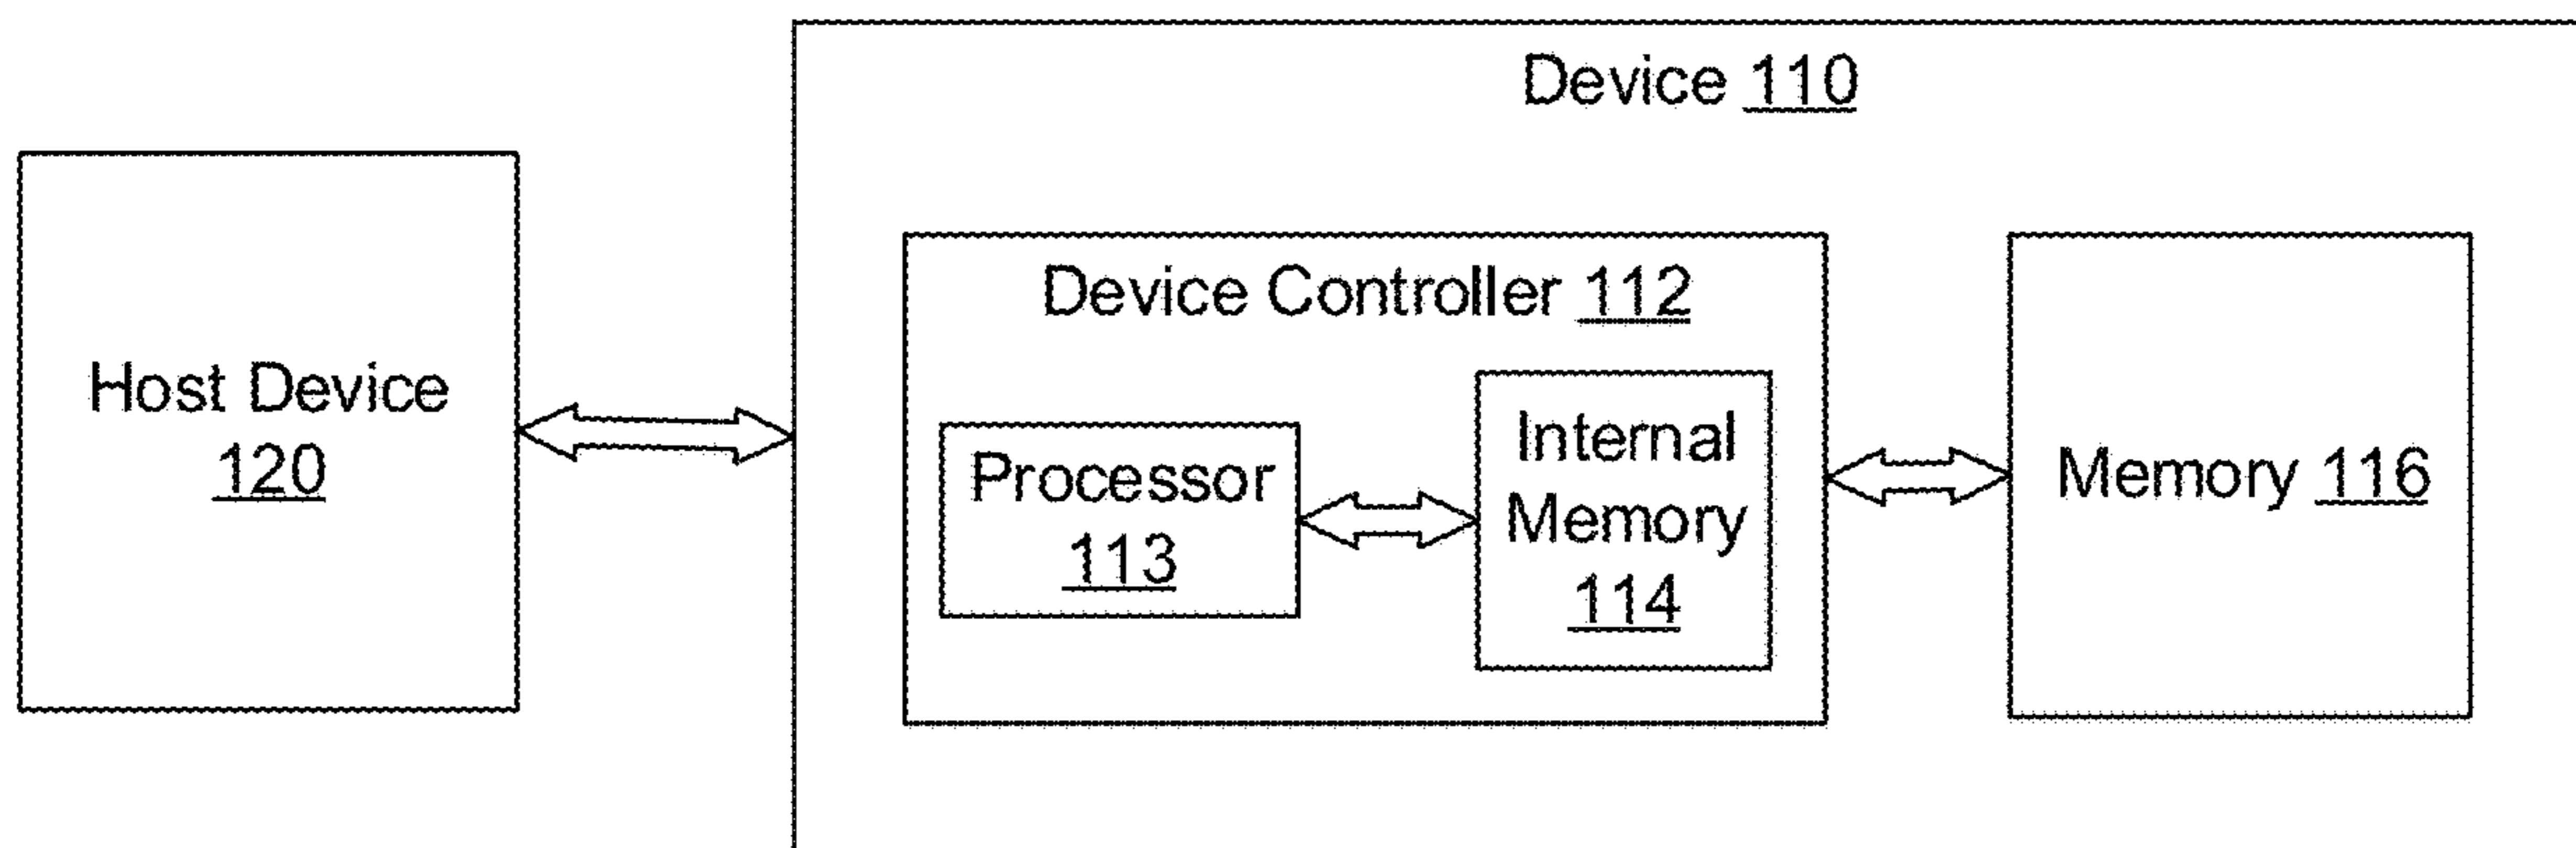 Device 110
Host Device
120
Device Controller 112
Processor
113
Internal
Memory
114
Memory 116